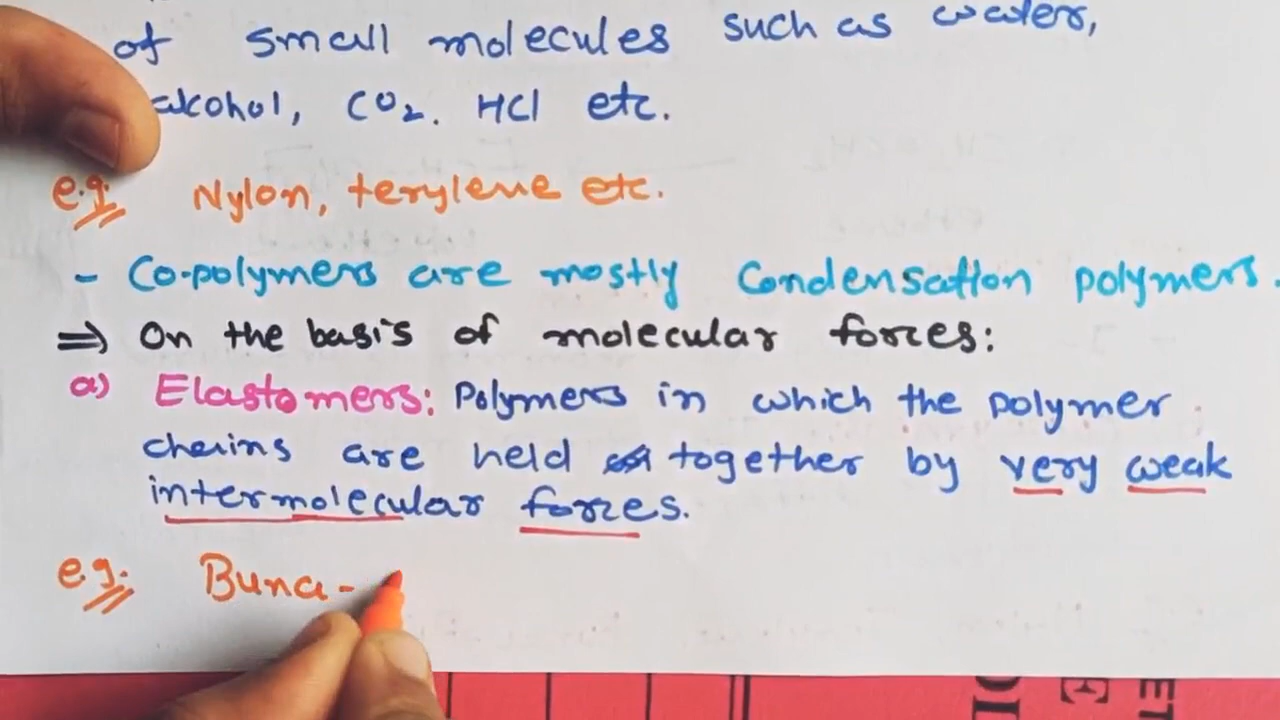 of small molecules such as water,
alcohol, CO₂. HCl etc.
e.g. Nylon, terylene etc.
- Co-polymers are mostly Condensation polymers.
⇒ On the basis of molecular forces:
a) Elastomers: Polymers in which the polymer
chains are held together by very weak
intermolecular forces.
e.g. Buna-